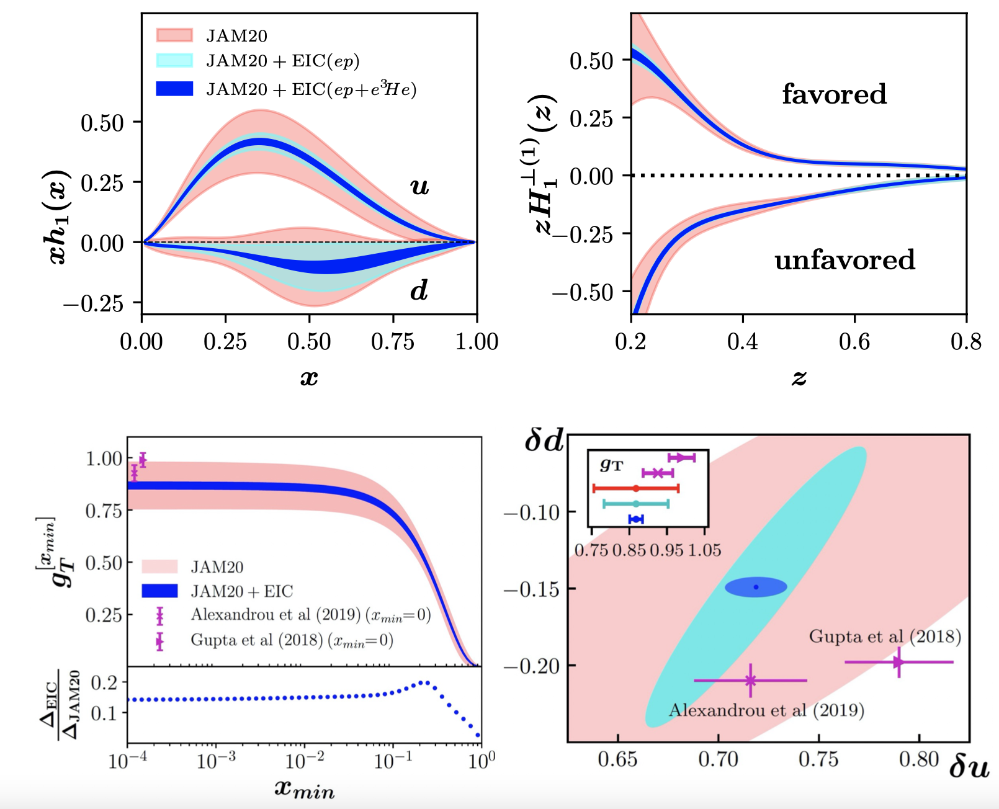 JAM20
JAM20 + EIC(ep)
JAM20 + EIC(ep+e³He)
0.50
0.25
0.00
−0.25
xh₁(x)
u
d
0.00 0.25 0.50 0.75 1.00
x
0.50
0.25
0.00
−0.25
−0.50
zH₁^⊥(1)(z)
favored
unfavored
0.2 0.4 0.6 0.8
z
1.00
0.75
0.50
0.25
g_T^[x_min]
JAM20
JAM20 + EIC
Alexandrou et al (2019) (x_min=0)
Gupta et al (2018) (x_min=0)
0.2
0.1
Δ_EIC
Δ_JAM20
10⁻⁴ 10⁻³ 10⁻² 10⁻¹ 10⁰
x_min
δd
g_T
0.75 0.85 0.95 1.05
−0.10
−0.15
−0.20
Gupta et al (2018)
Alexandrou et al (2019)
0.65 0.70 0.75 0.80
δu